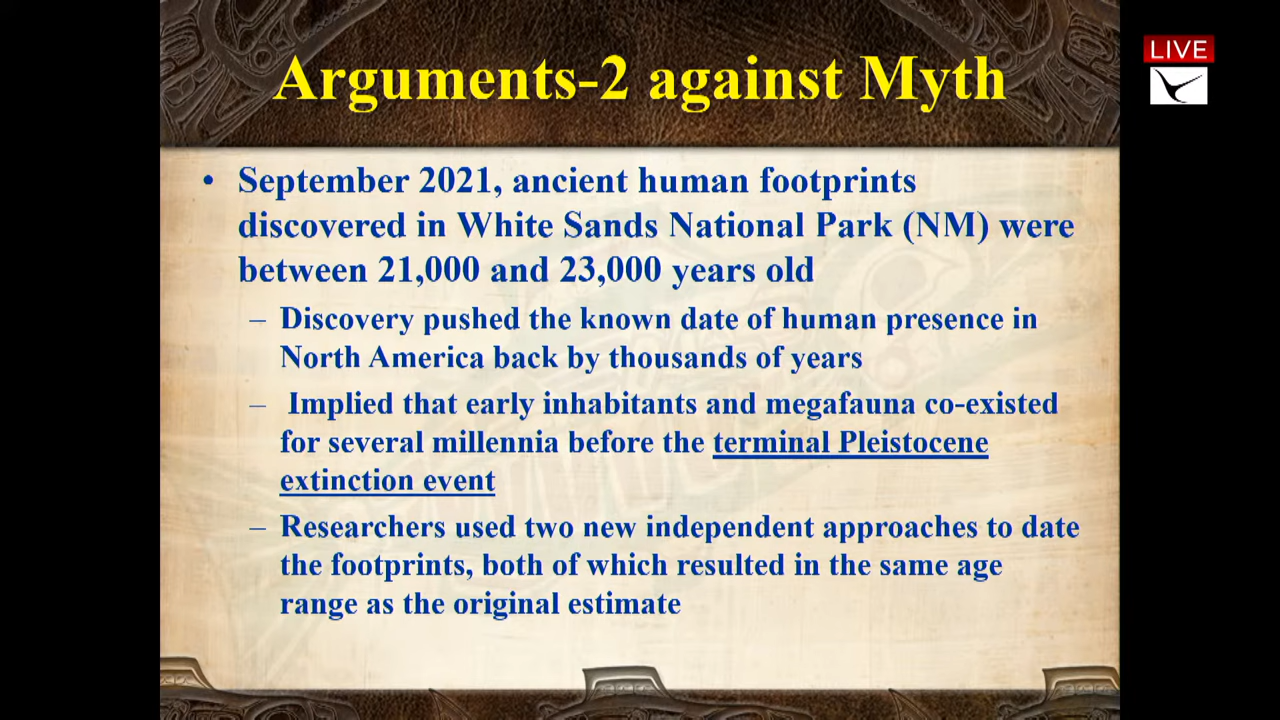 Arguments-2 against Myth
LIVE
• September 2021, ancient human footprints
discovered in White Sands National Park (NM) were
between 21,000 and 23,000 years old
– Discovery pushed the known date of human presence in
North America back by thousands of years
– Implied that early inhabitants and megafauna co-existed
for several millennia before the terminal Pleistocene
extinction event
– Researchers used two new independent approaches to date
the footprints, both of which resulted in the same age
range as the original estimate